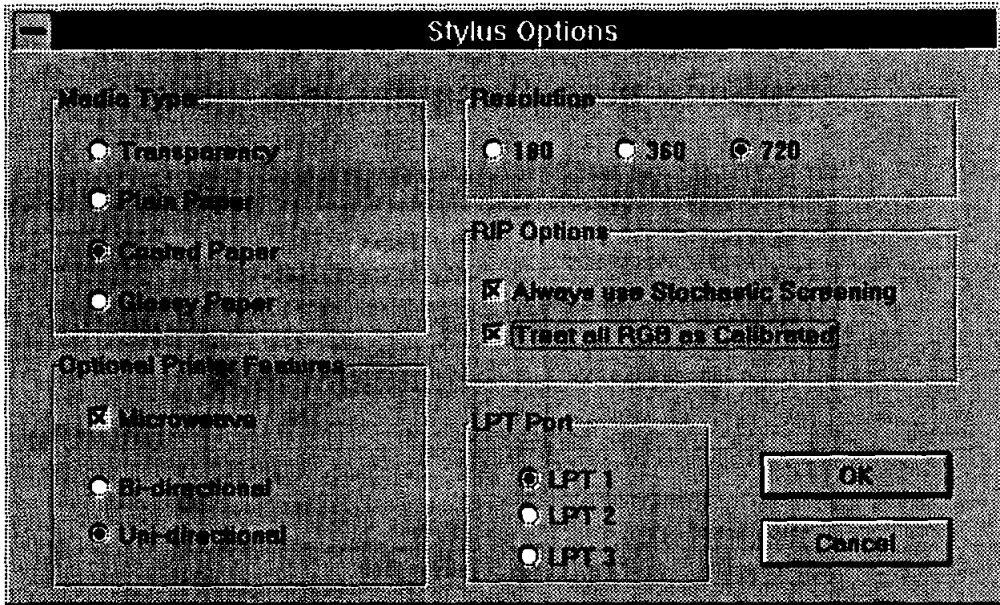 Stylus Options
Media Type
Transparency
Plain Paper
Coated Paper
Glossy Paper
Optional Printer Features
Microweave
Bi-directional
Uni-directional
Resolution
180
360
720
RIP Options
Always use Stochastic Screening
Treat all RGB as Calibrated
LPT Port
LPT 1
LPT 2
LPT 3
OK
Cancel